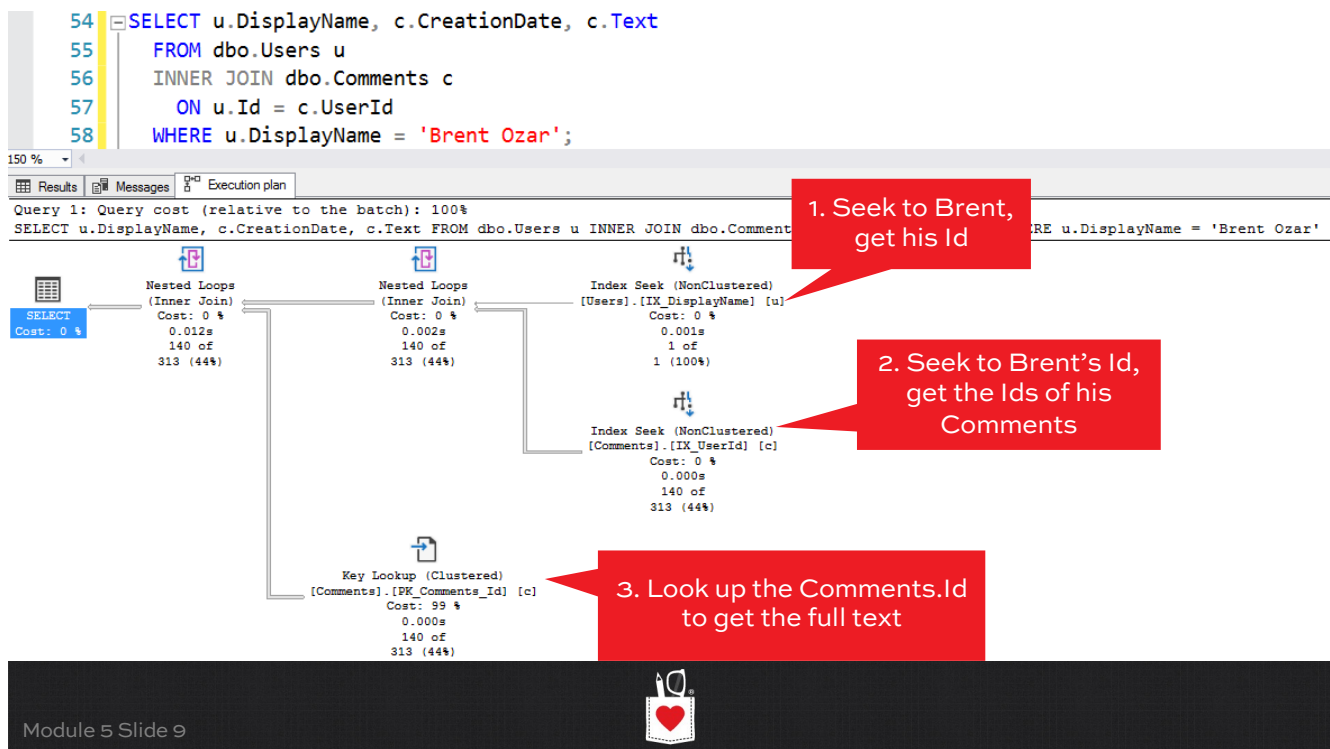 54 SELECT u.DisplayName, c.CreationDate, c.Text
55 FROM dbo.Users u
56 INNER JOIN dbo.Comments c
57 ON u.Id = c.UserId
58 WHERE u.DisplayName = 'Brent Ozar';
150 %
Results Messages Execution plan
Query 1: Query cost (relative to the batch): 100%
SELECT u.DisplayName, c.CreationDate, c.Text FROM dbo.Users u INNER JOIN dbo.Comment
RE u.DisplayName = 'Brent Ozar'
1. Seek to Brent,
get his Id
SELECT
Cost: 0 %
Nested Loops
(Inner Join)
Cost: 0 %
0.012s
140 of
313 (44%)
Nested Loops
(Inner Join)
Cost: 0 %
0.002s
140 of
313 (44%)
Index Seek (NonClustered)
[Users].[IX_DisplayName] [u]
Cost: 0 %
0.001s
1 of
1 (100%)
2. Seek to Brent’s Id,
get the Ids of his
Comments
Index Seek (NonClustered)
[Comments].[IX_UserId] [c]
Cost: 0 %
0.000s
140 of
313 (44%)
Key Lookup (Clustered)
[Comments].[PK_Comments_Id] [c]
Cost: 99 %
0.000s
140 of
313 (44%)
3. Look up the Comments.Id
to get the full text
Module 5 Slide 9